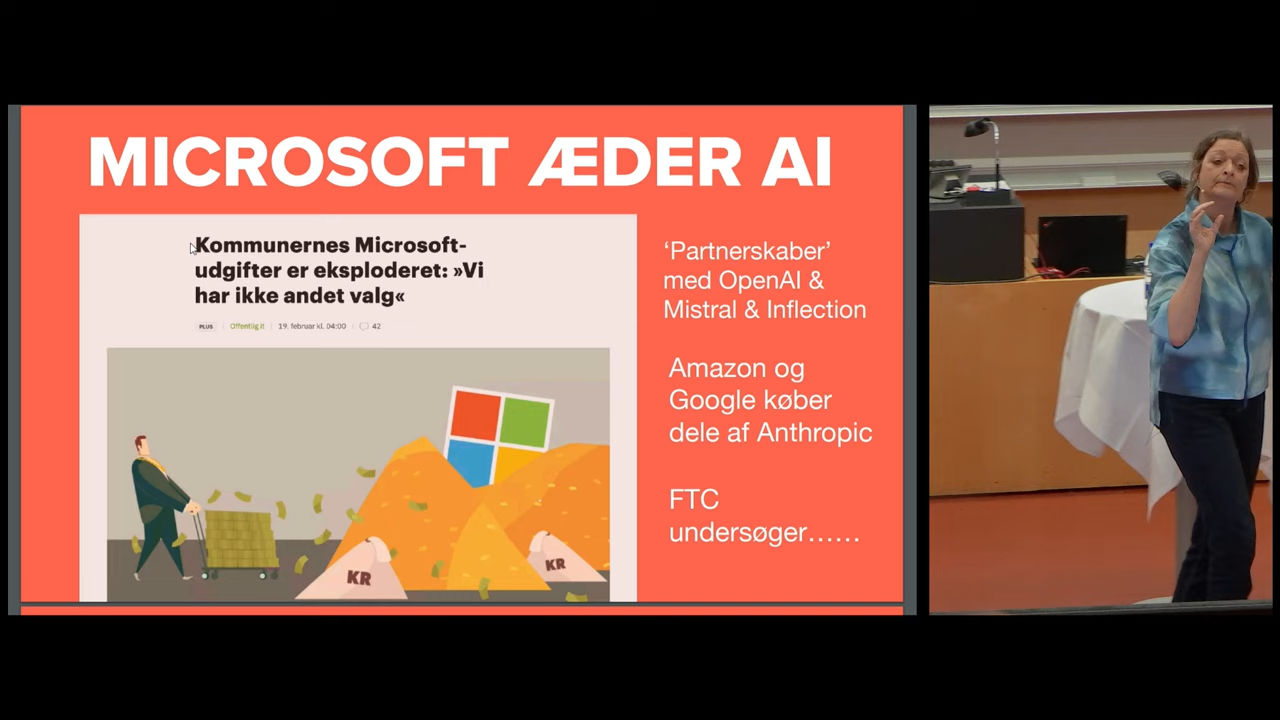 MICROSOFT ÆDER AI
Kommunernes Microsoft-
udgifter er eksploderet: »Vi
har ikke andet valg«
PLUS | Offentlig it | 19. februar kl. 04:00 | 42
KR
KR
‘Partnerskaber’
med OpenAI &
Mistral & Inflection
Amazon og
Google køber
dele af Anthropic
FTC
undersøger......